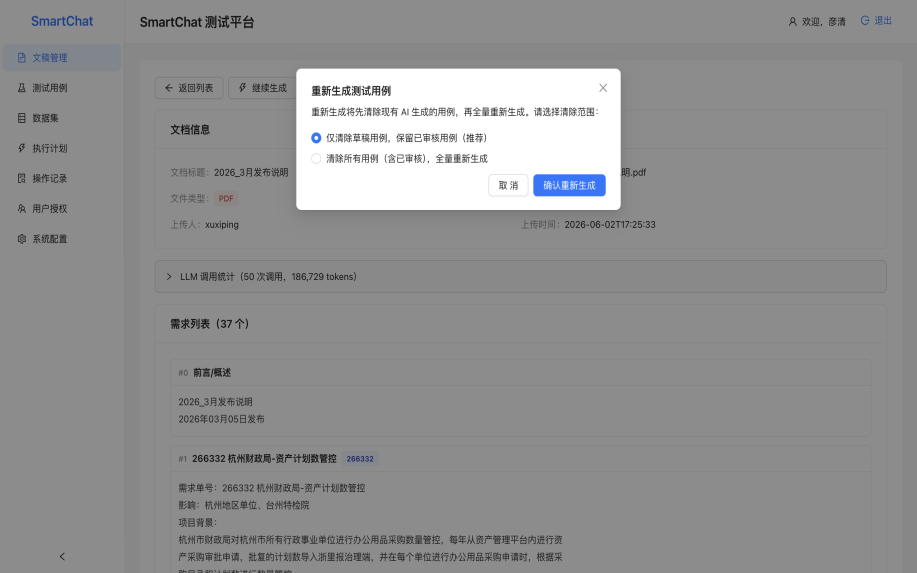 SmartChat
SmartChat 测试平台
欢迎，彦清
退出
文稿管理
测试用例
数据集
执行计划
操作记录
用户授权
系统配置
返回列表
继续生成
重新生成测试用例
重新生成将先清除现有 AI 生成的用例，再全量重新生成。请选择清除范围：
仅清除草稿用例，保留已审核用例（推荐）
清除所有用例（含已审核），全量重新生成
取 消
确认重新生成
文档信息
文档标题：2026_3月发布说明
明.pdf
文件类型：PDF
上传人：xuxiping
上传时间：2026-06-02T17:25:33
LLM 调用统计（50 次调用，186,729 tokens）
需求列表（37 个）
#0 前言/概述
2026_3月发布说明
2026年03月05日发布
#1 266332 杭州财政局-资产计划数管控 266332
需求单号：266332 杭州财政局-资产计划数管控
影响：杭州地区单位、台州特检院
项目背景：
杭州市财政局对杭州市所有行政事业单位进行办公用品采购数量管控，每年从资产管理平台内进行资
产采购审批申请，批复的计划数导入浙里报治理端，并在每个单位进行办公用品采购申请时，根据采